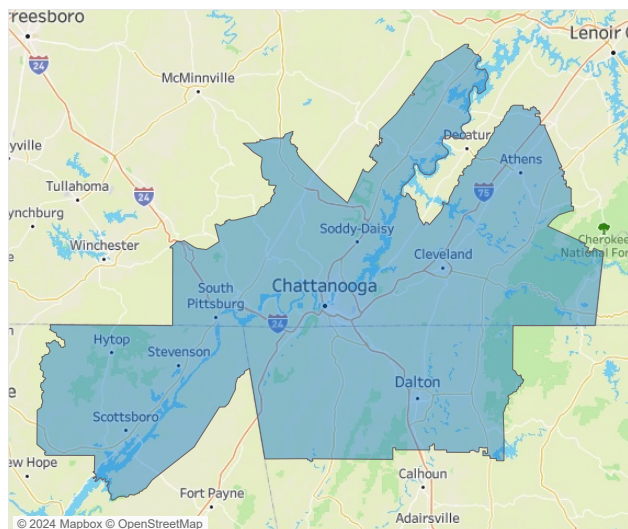 reesboro
24
McMinnville
Lenoir C
yville
Tullahoma
24
Decatur
Athens
75
ynchburg
Winchester
Soddy-Daisy
Cherokee
National Fore
Cleveland
South
Pittsburg
Chattanooga
24
Hytop
Stevenson
Dalton
Scottsboro
ew Hope
Fort Payne
Calhoun
Adairsville
© 2024 Mapbox © OpenStreetMap